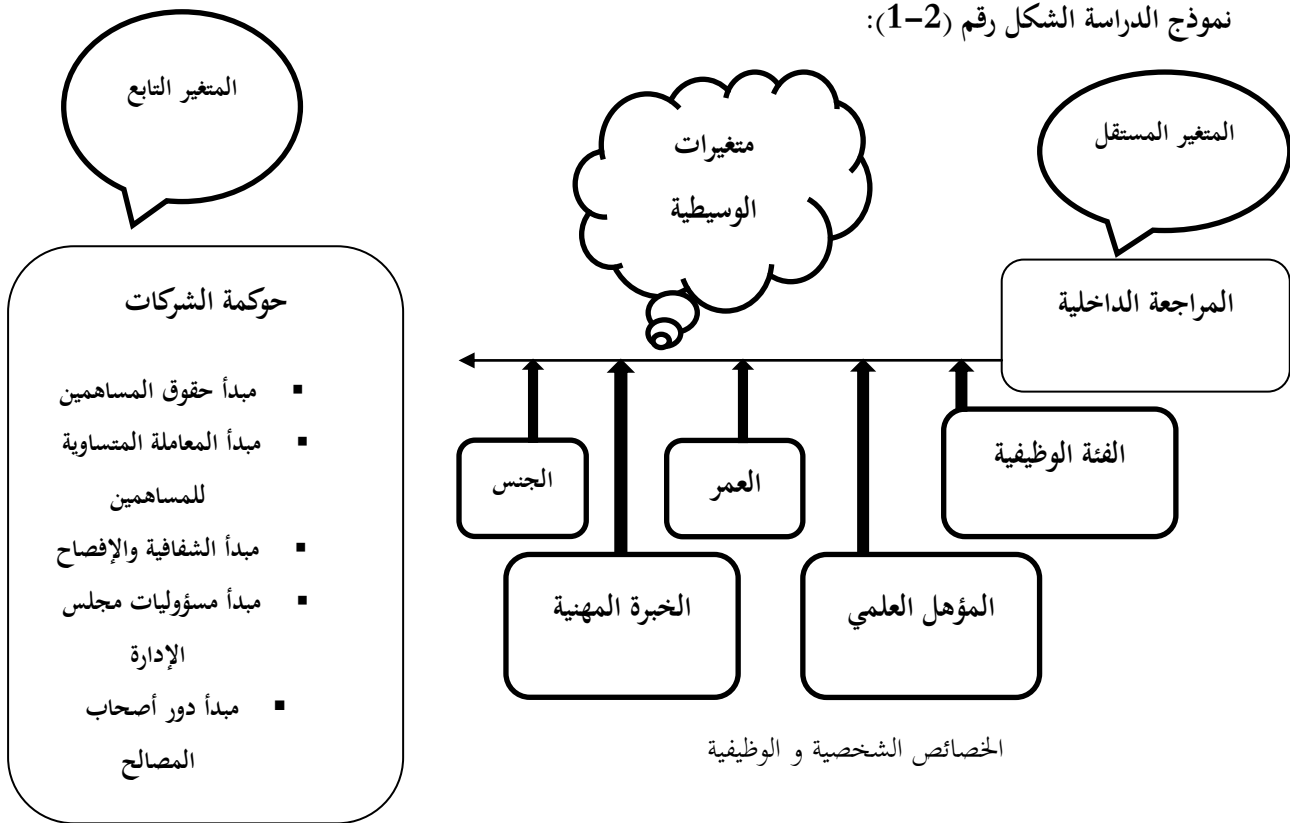 نموذج الدراسة الشكل رقم (2–1):
المتغير المستقل
المراجعة الداخلية
متغيرات
الوسيطية
المتغير التابع
حوكمة الشركات
▪ مبدأ حقوق المساهمين
▪ مبدأ المعاملة المتساوية
للمساهمين
▪ مبدأ الشفافية والإفصاح
▪ مبدأ مسؤوليات مجلس
الإدارة
▪ مبدأ دور أصحاب
المصالح
الفئة الوظيفية
العمر
الجنس
المؤهل العلمي
الخبرة المهنية
الخصائص الشخصية و الوظيفية